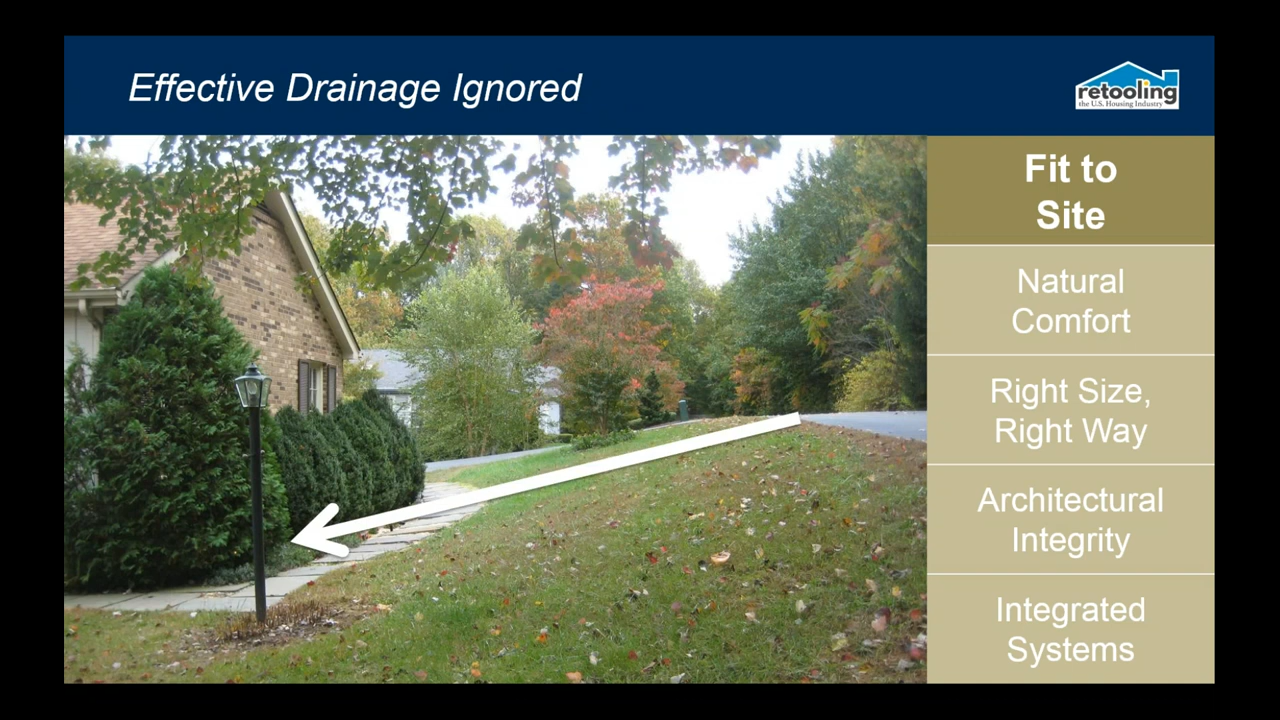 Effective Drainage Ignored
retooling
the U.S. Housing Industry
Fit to
Site
Natural
Comfort
Right Size,
Right Way
Architectural
Integrity
Integrated
Systems